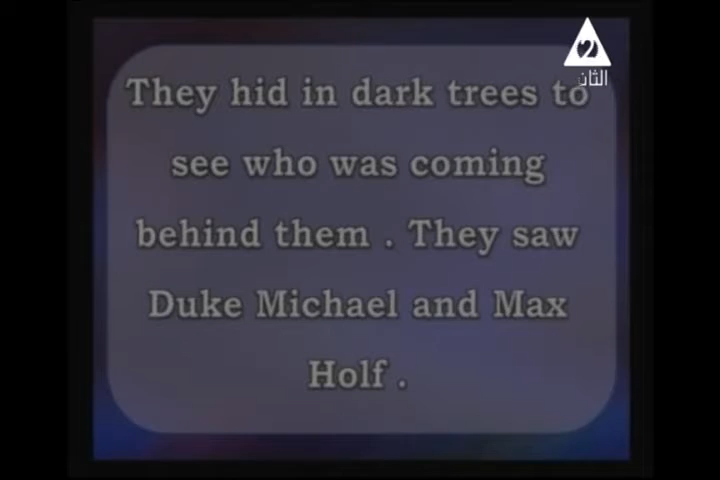 2
الثان
They hid in dark trees to
see who was coming
behind them . They saw
Duke Michael and Max
Holf .